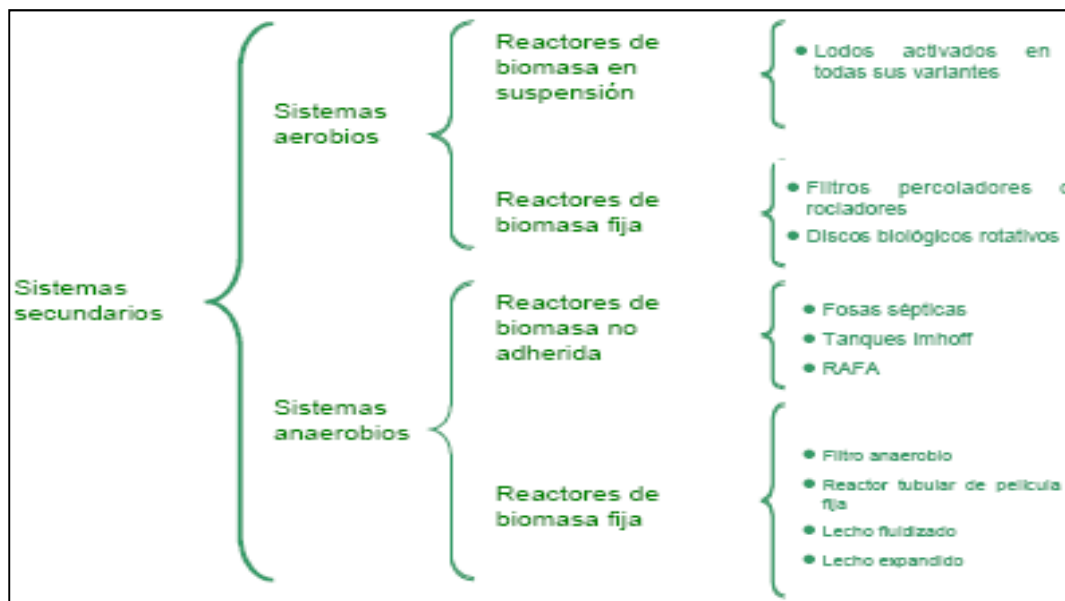 Sistemas
secundarios
Sistemas
aerobios
Reactores de
biomasa en
suspensión
Lodos activados en
todas sus variantes
Reactores de
biomasa fija
Filtros percoladores
rociadores
Discos biológicos rotativos
Sistemas
anaerobios
Reactores de
biomasa no
adherida
Fosas sépticas
Tanques Imhoff
RAFA
Reactores de
biomasa fija
Filtro anaerobio
Reactor tubular de película
fija
Lecho fluidizado
Lecho expandido